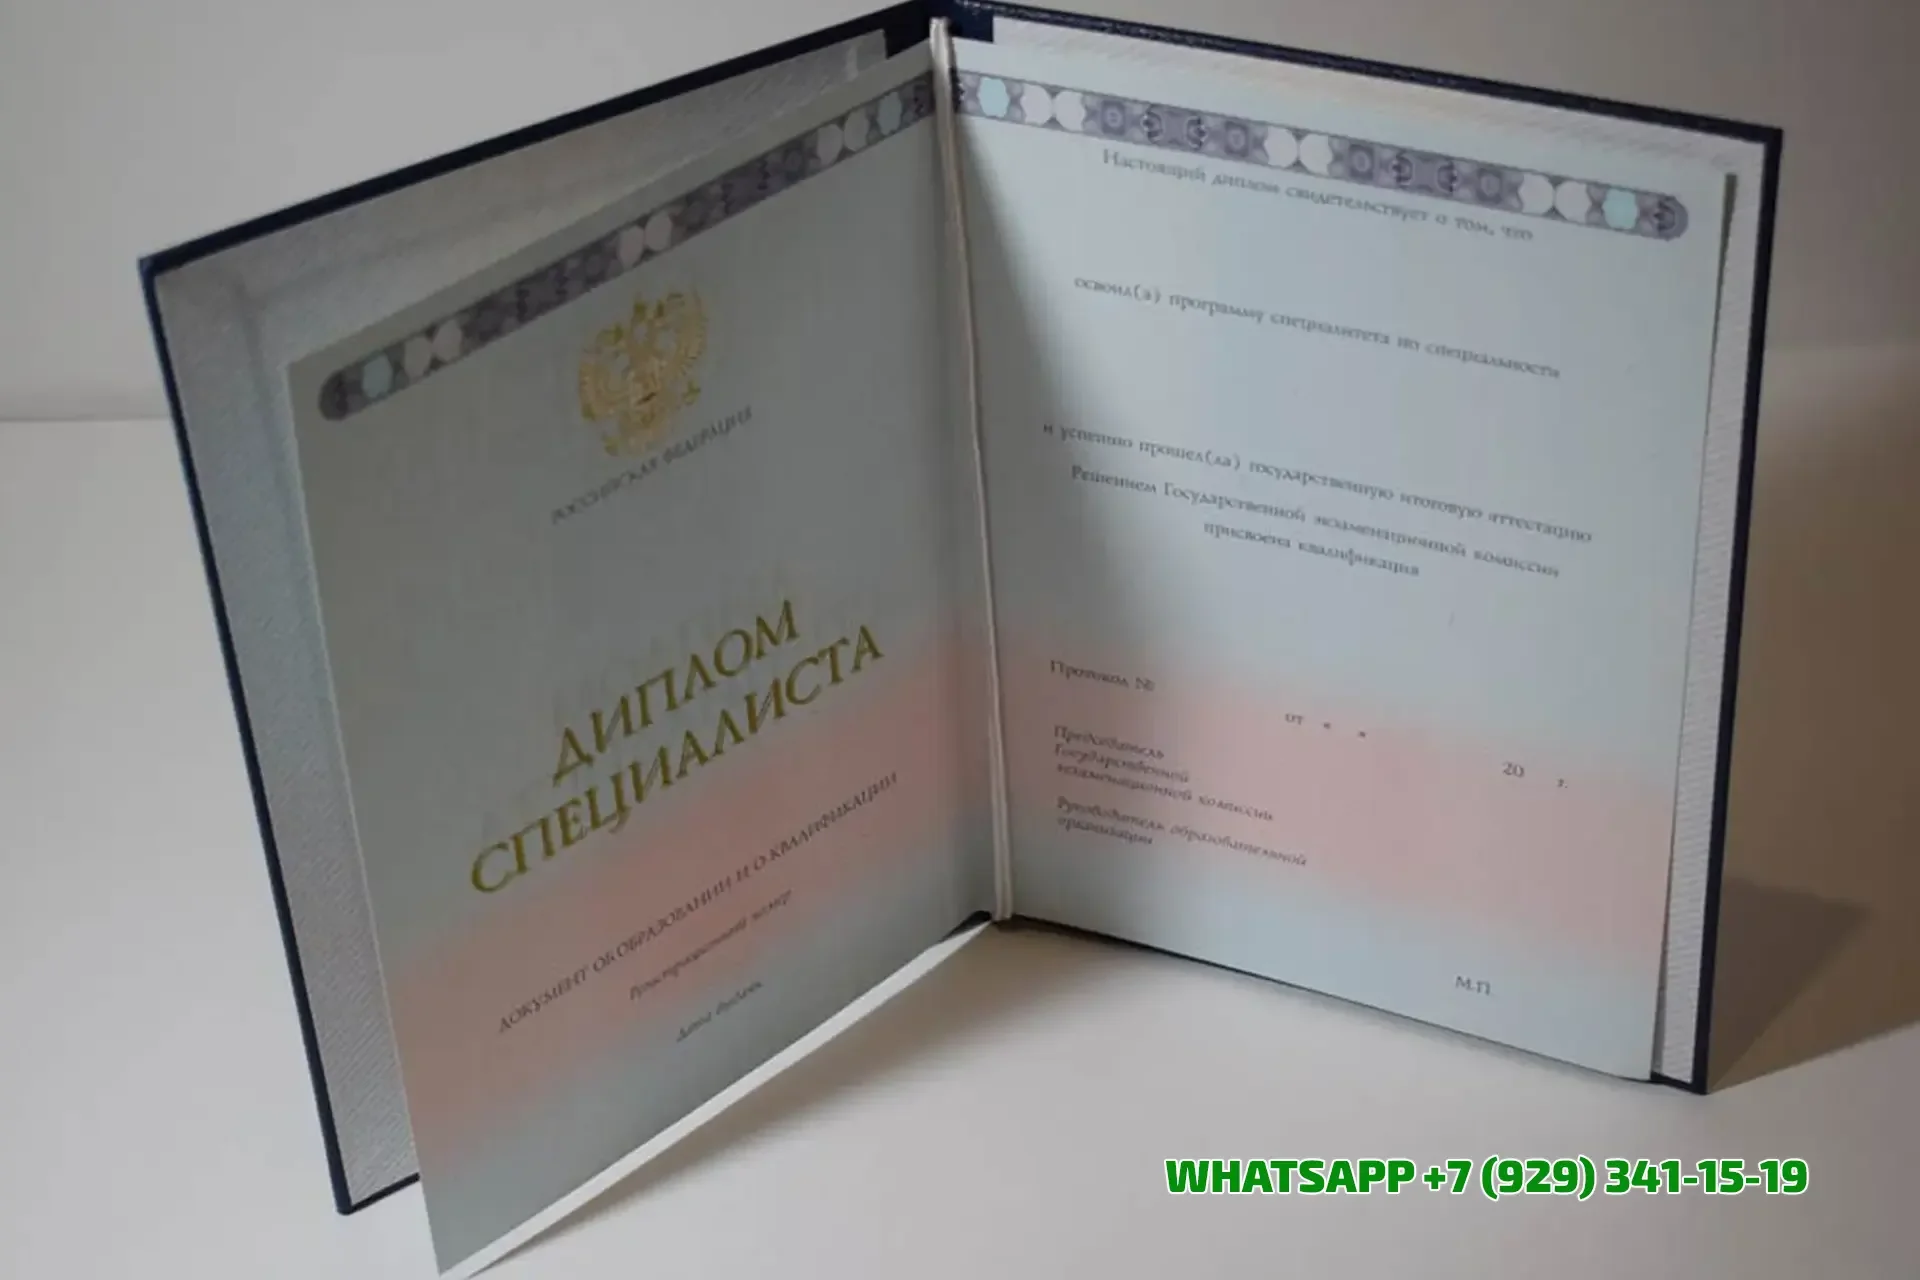 РОССИЙСКАЯ ФЕДЕРАЦИЯ
ДИПЛОМ
СПЕЦИАЛИСТА
ДОКУМЕНТ ОБ ОБРАЗОВАНИИ И О КВАЛИФИКАЦИИ
Регистрационный номер
Дата выдачи
Настоящий диплом свидетельствует о том, что
освоил(а) программу специалитета по специальности
и успешно прошел(ла) государственную итоговую аттестацию
Решением Государственной экзаменационной комиссии
присвоена квалификация
Протокол №
от « »
20 г.
Председатель
Государственной
экзаменационной комиссии
Руководитель образовательной
организации
М.П.
WHATSAPP +7 (929) 341-15-19